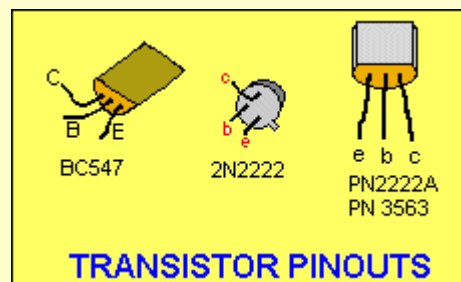 C
B
E
BC547
c
b
e
2N2222
e b c
PN2222A
PN 3563
TRANSISTOR PINOUTS